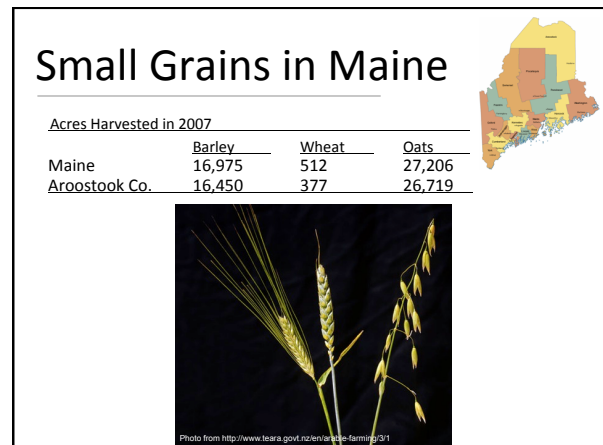 Small Grains in Maine
Acres Harvested in 2007
Barley Wheat Oats
Maine 16,975 512 27,206
Aroostook Co. 16,450 377 26,719
Photo from http://www.teara.govt.nz/en/arable-farming/3/1